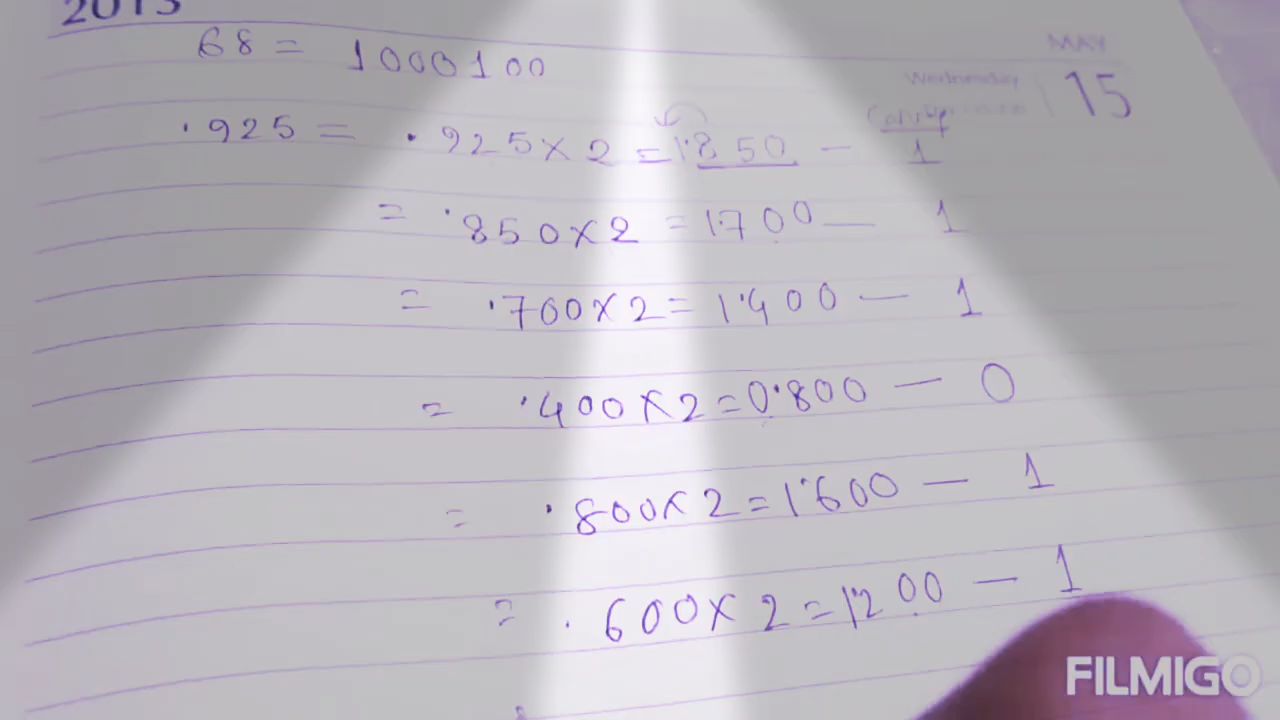 2013
68 = 1000100
MAY
Wednesday
15
.925 = .925×2 = 1.850 — 1
= .850×2 = 1.700 — 1
= .700×2 = 1.400 — 1
= .400×2 = 0.800 — 0
= .800×2 = 1.600 — 1
= .600×2 = 1.200 — 1
FILMIGO